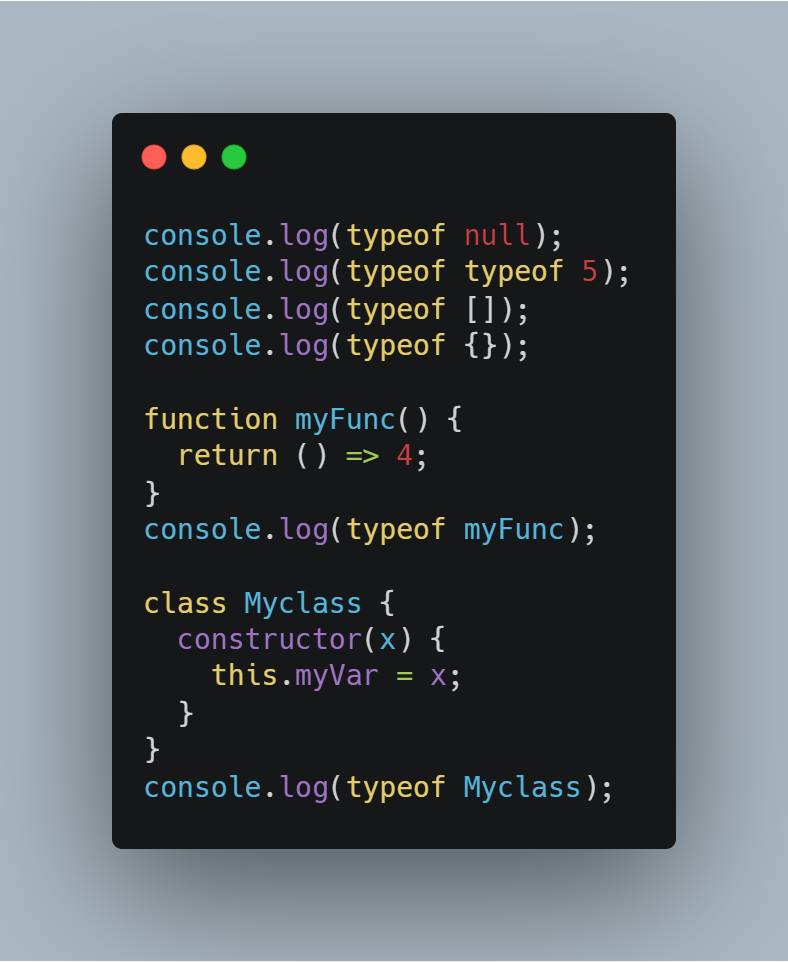 console.log(typeof null);
console.log(typeof typeof 5);
console.log(typeof []);
console.log(typeof {});
function myFunc() {
  return () => 4;
}
console.log(typeof myFunc);
class Myclass {
  constructor(x) {
    this.myVar = x;
  }
}
console.log(typeof Myclass);